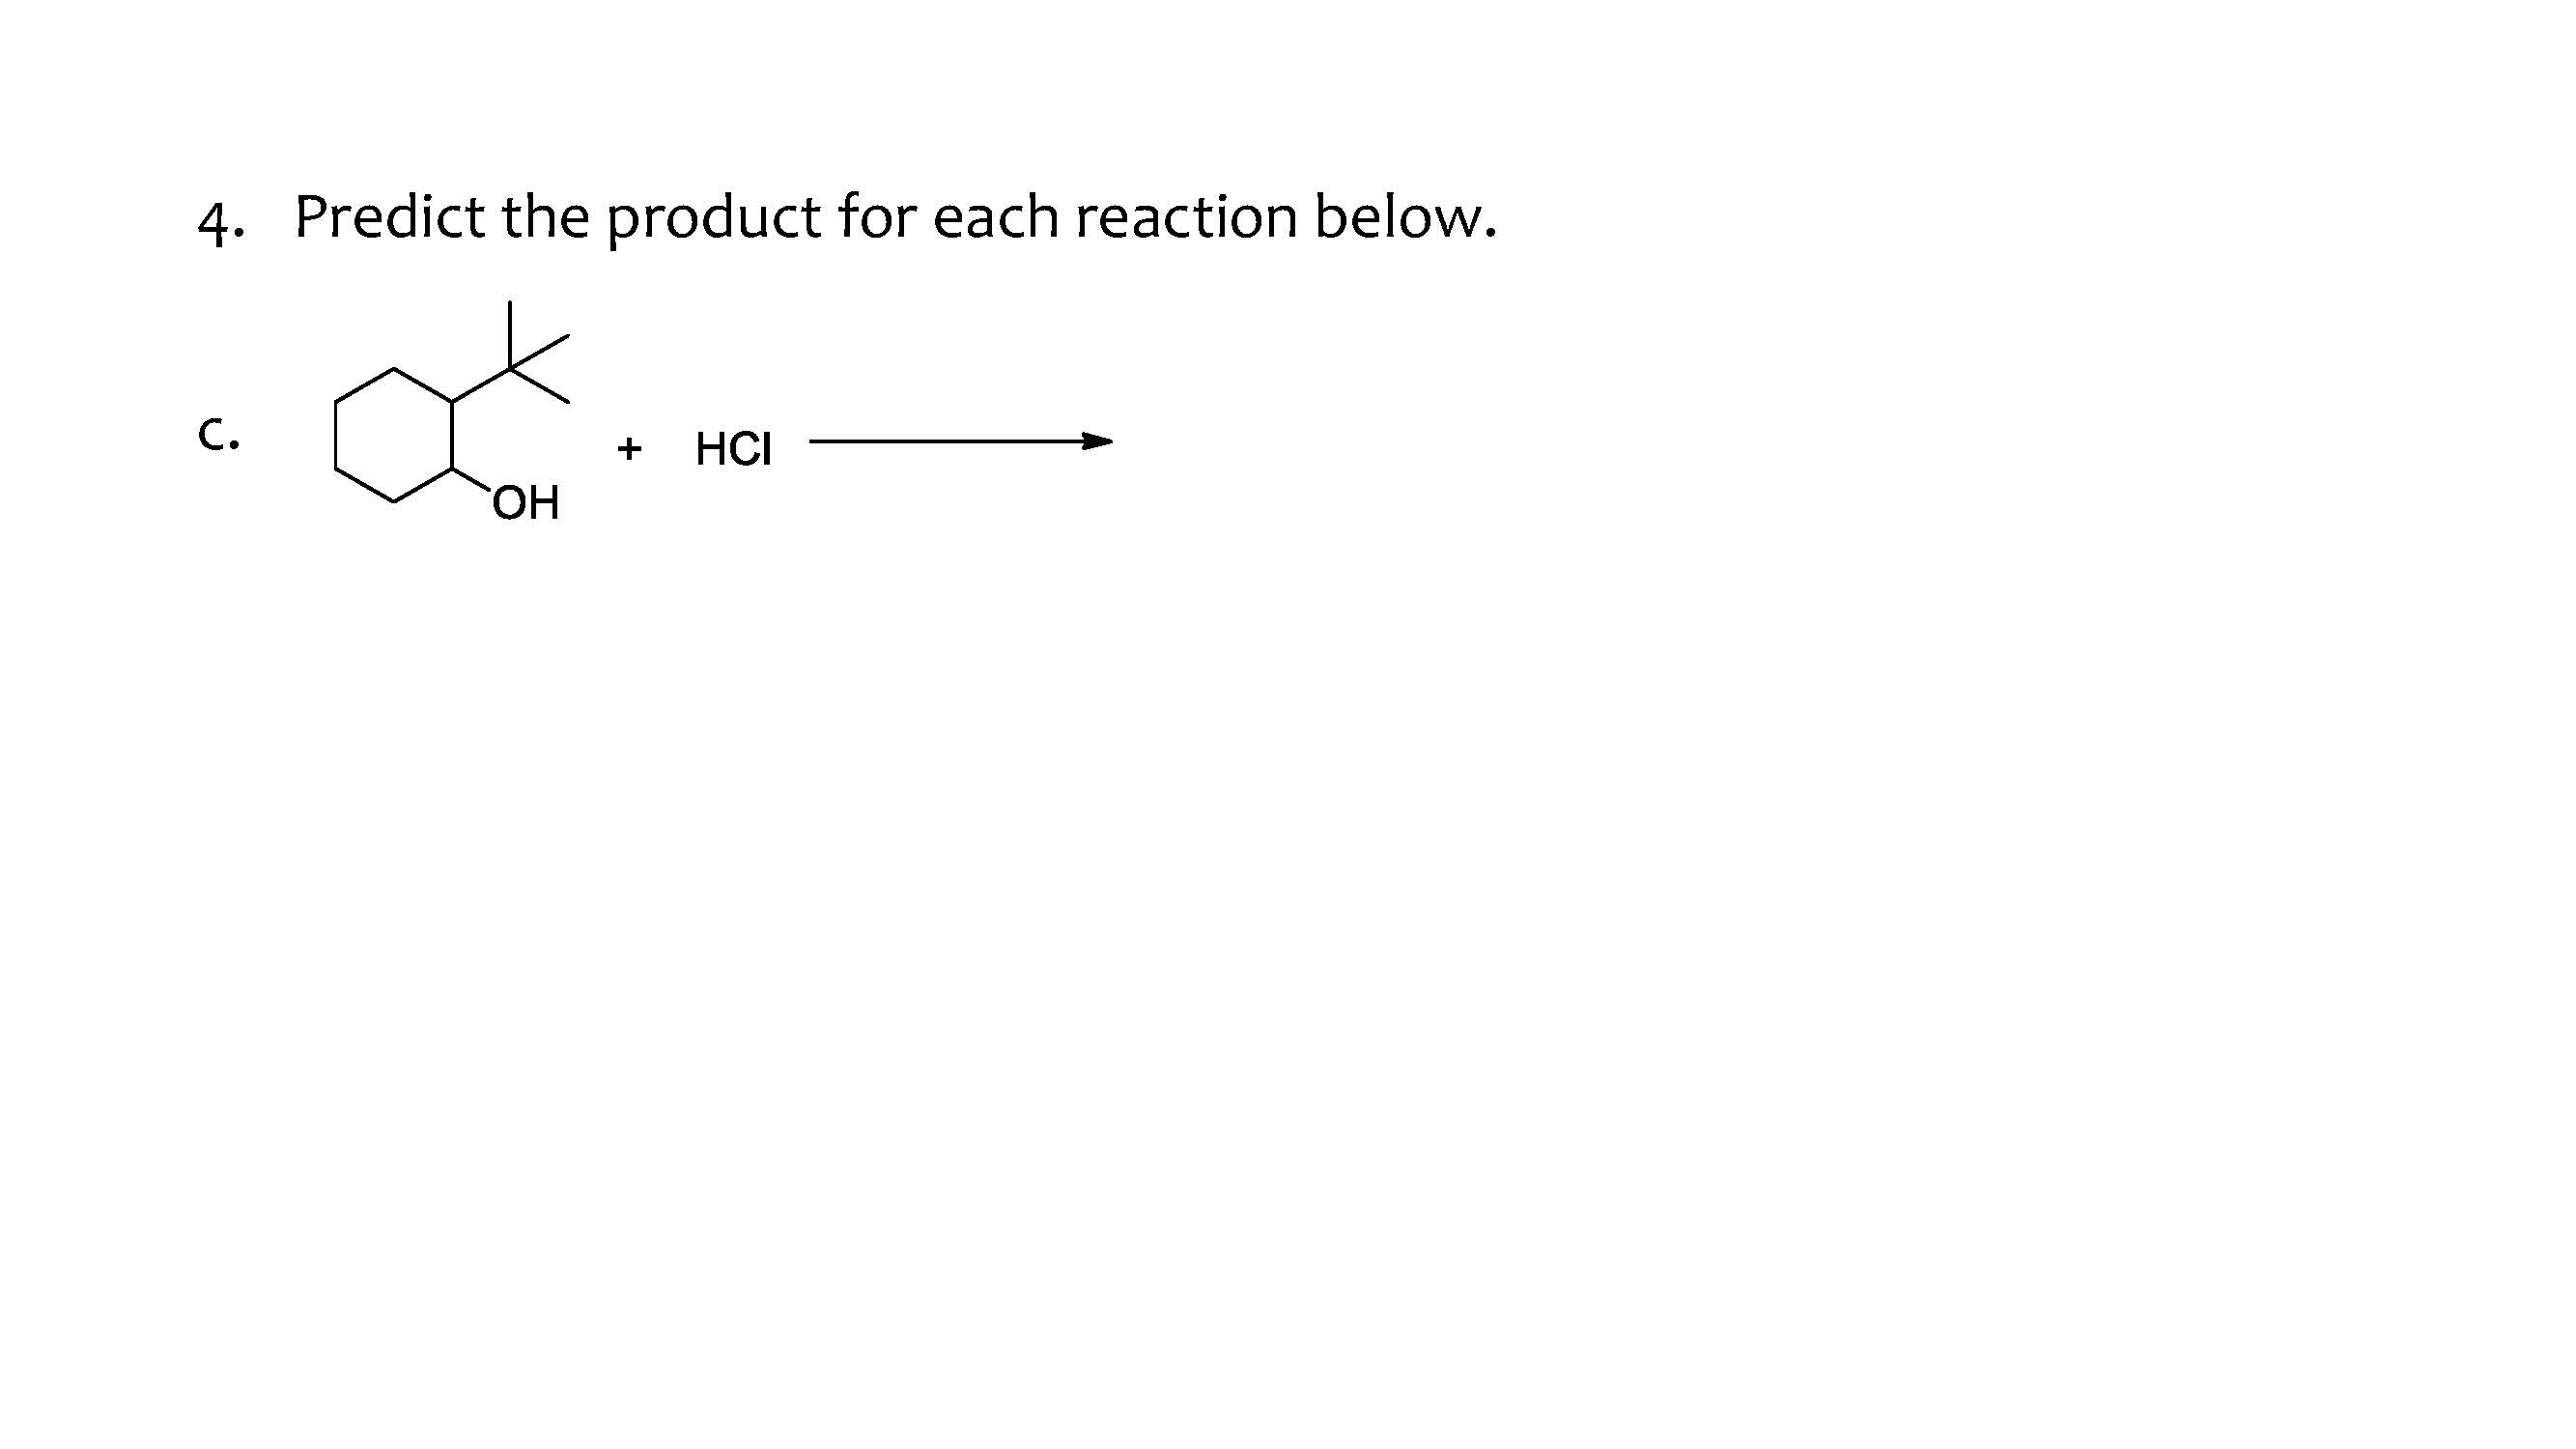 4. Predict the product for each reaction below.
c. OH + HCl